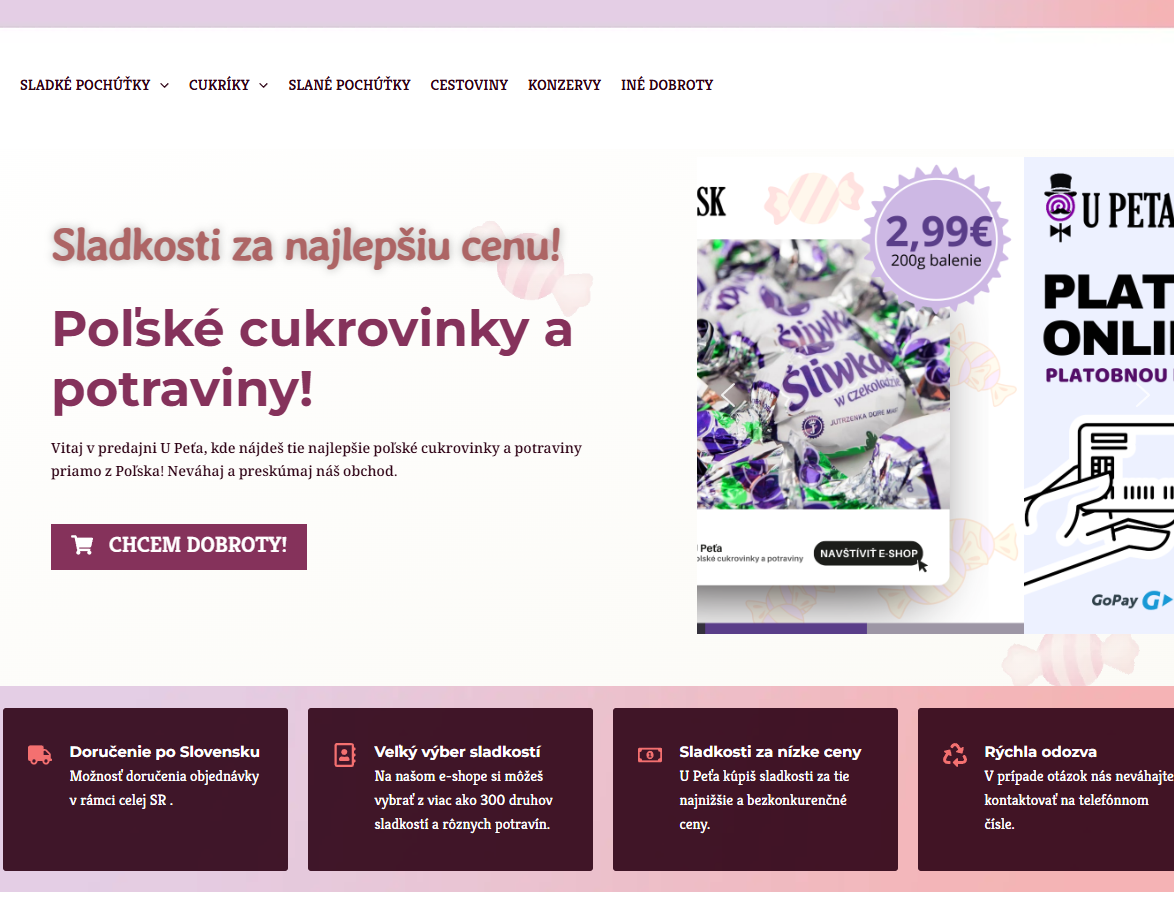 SLADKÉ POCHÚŤKY CUKRÍKY SLANÉ POCHÚŤKY CESTOVINY KONZERVY INÉ DOBROTY
Sladkosti za najlepšiu cenu!
Poľské cukrovinky a
potraviny!
Vitaj v predajni U Peťa, kde nájdeš tie najlepšie poľské cukrovinky a potraviny
priamo z Poľska! Neváhaj a preskúmaj náš obchod.
CHCEM DOBROTY!
SK
2,99€
200g balenie
Śliwka
w czekoladzie
JUTRZENKA DOBRE
Peťa
olské cukrovinky a potraviny
NAVŠTÍVIŤ E-SHOP
U PEŤA
PLAT
ONLI
PLATOBNOU
GoPay
Doručenie po Slovensku
Možnosť doručenia objednávky
v rámci celej SR .
Veľký výber sladkostí
Na našom e-shope si môžeš
vybrať z viac ako 300 druhov
sladkostí a rôznych potravín.
Sladkosti za nízke ceny
U Peťa kúpiš sladkosti za tie
najnižšie a bezkonkurenčné
ceny.
Rýchla odozva
V prípade otázok nás neváhajte
kontaktovať na telefónnom
čísle.